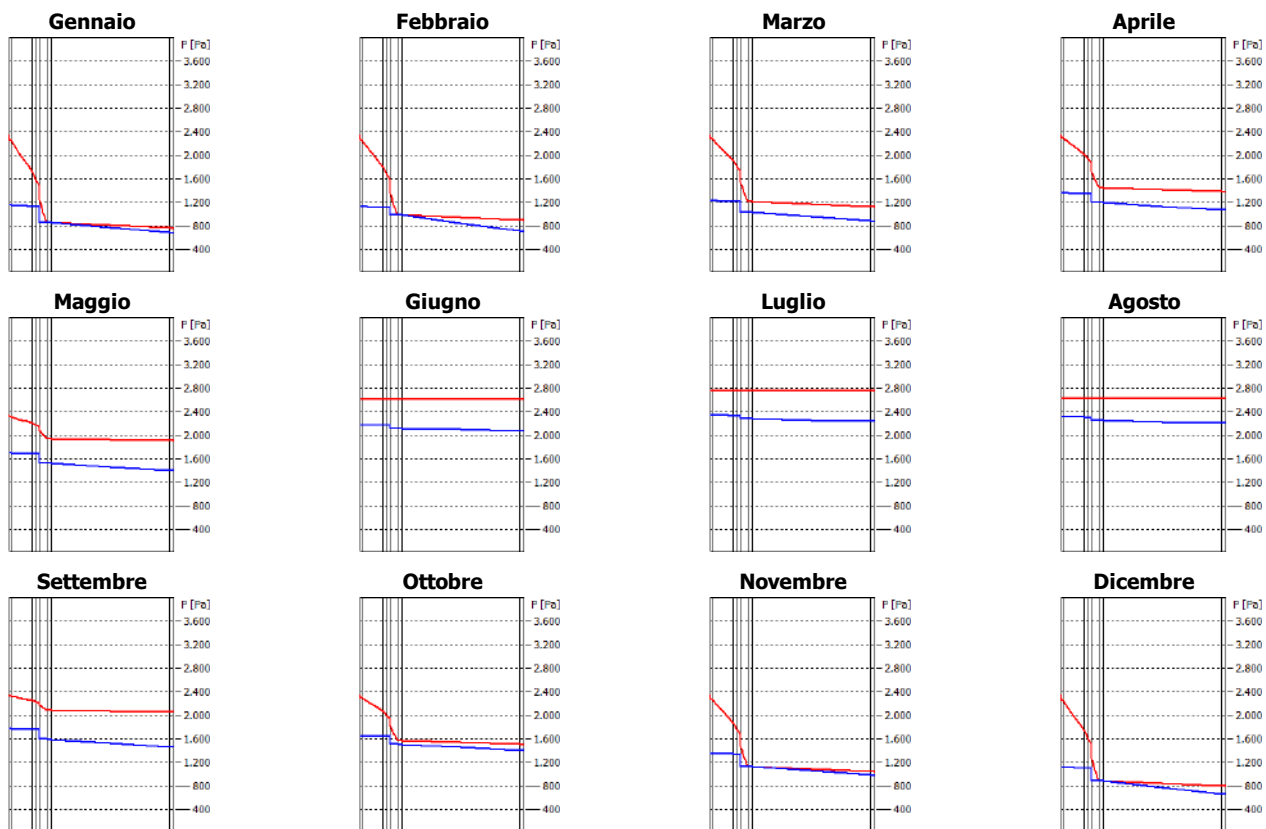 Gennaio Febbraio Marzo Aprile
P [Pa] P [Pa] P [Pa] P [Pa]
3.600 3.600 3.600 3.600
3.200 3.200 3.200 3.200
2.800 2.800 2.800 2.800
2.400 2.400 2.400 2.400
2.000 2.000 2.000 2.000
1.600 1.600 1.600 1.600
1.200 1.200 1.200 1.200
800 800 800 800
400 400 400 400
Maggio Giugno Luglio Agosto
P [Pa] P [Pa] P [Pa] P [Pa]
3.600 3.600 3.600 3.600
3.200 3.200 3.200 3.200
2.800 2.800 2.800 2.800
2.400 2.400 2.400 2.400
2.000 2.000 2.000 2.000
1.600 1.600 1.600 1.600
1.200 1.200 1.200 1.200
800 800 800 800
400 400 400 400
Settembre Ottobre Novembre Dicembre
P [Pa] P [Pa] P [Pa] P [Pa]
3.600 3.600 3.600 3.600
3.200 3.200 3.200 3.200
2.800 2.800 2.800 2.800
2.400 2.400 2.400 2.400
2.000 2.000 2.000 2.000
1.600 1.600 1.600 1.600
1.200 1.200 1.200 1.200
800 800 800 800
400 400 400 400